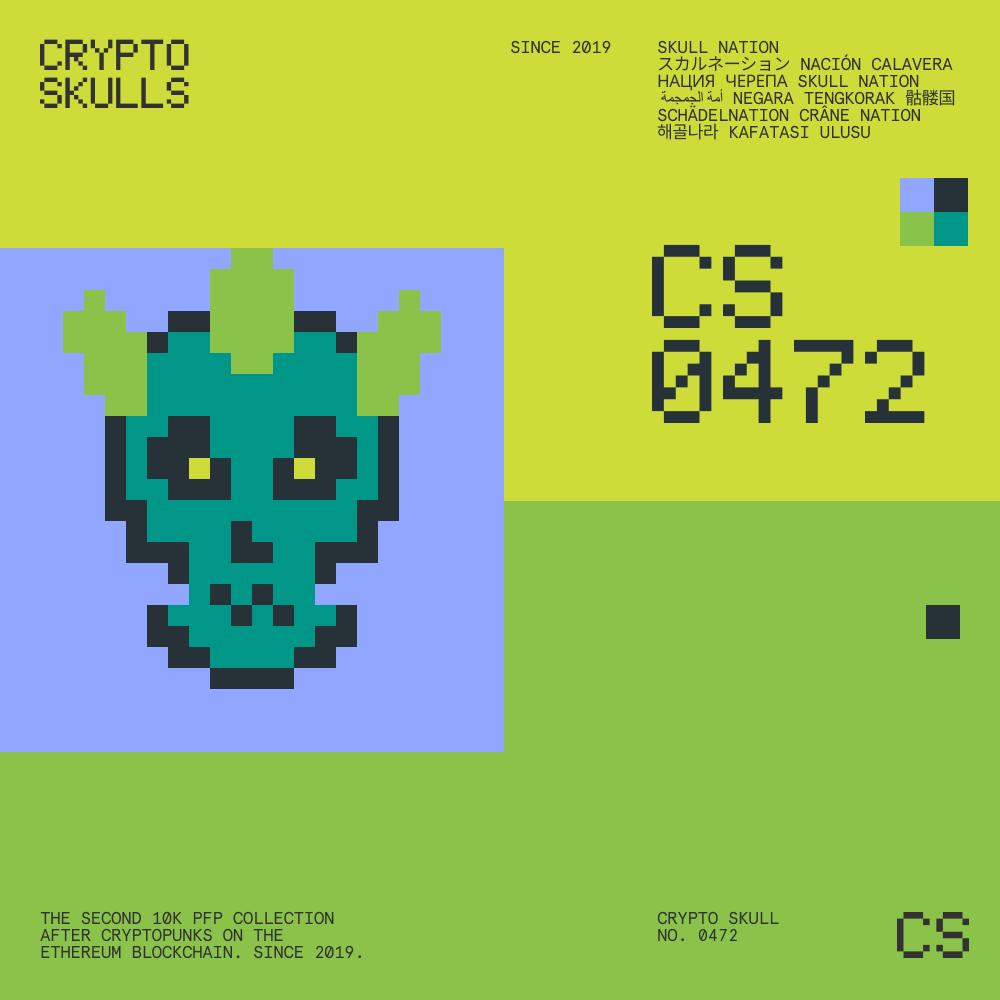 CRYPTO
SKULLS
SINCE 2019
SKULL NATION
スカルネーション NACIÓN CALAVERA
НАЦИЯ ЧЕРЕПА SKULL NATION
أمة الجمجمة NEGARA TENGKORAK 骷髅国
SCHÄDELNATION CRÂNE NATION
해골나라 KAFATASI ULUSU
CS
0472
THE SECOND 10K PFP COLLECTION
AFTER CRYPTOPUNKS ON THE
ETHEREUM BLOCKCHAIN. SINCE 2019.
CRYPTO SKULL
NO. 0472
CS